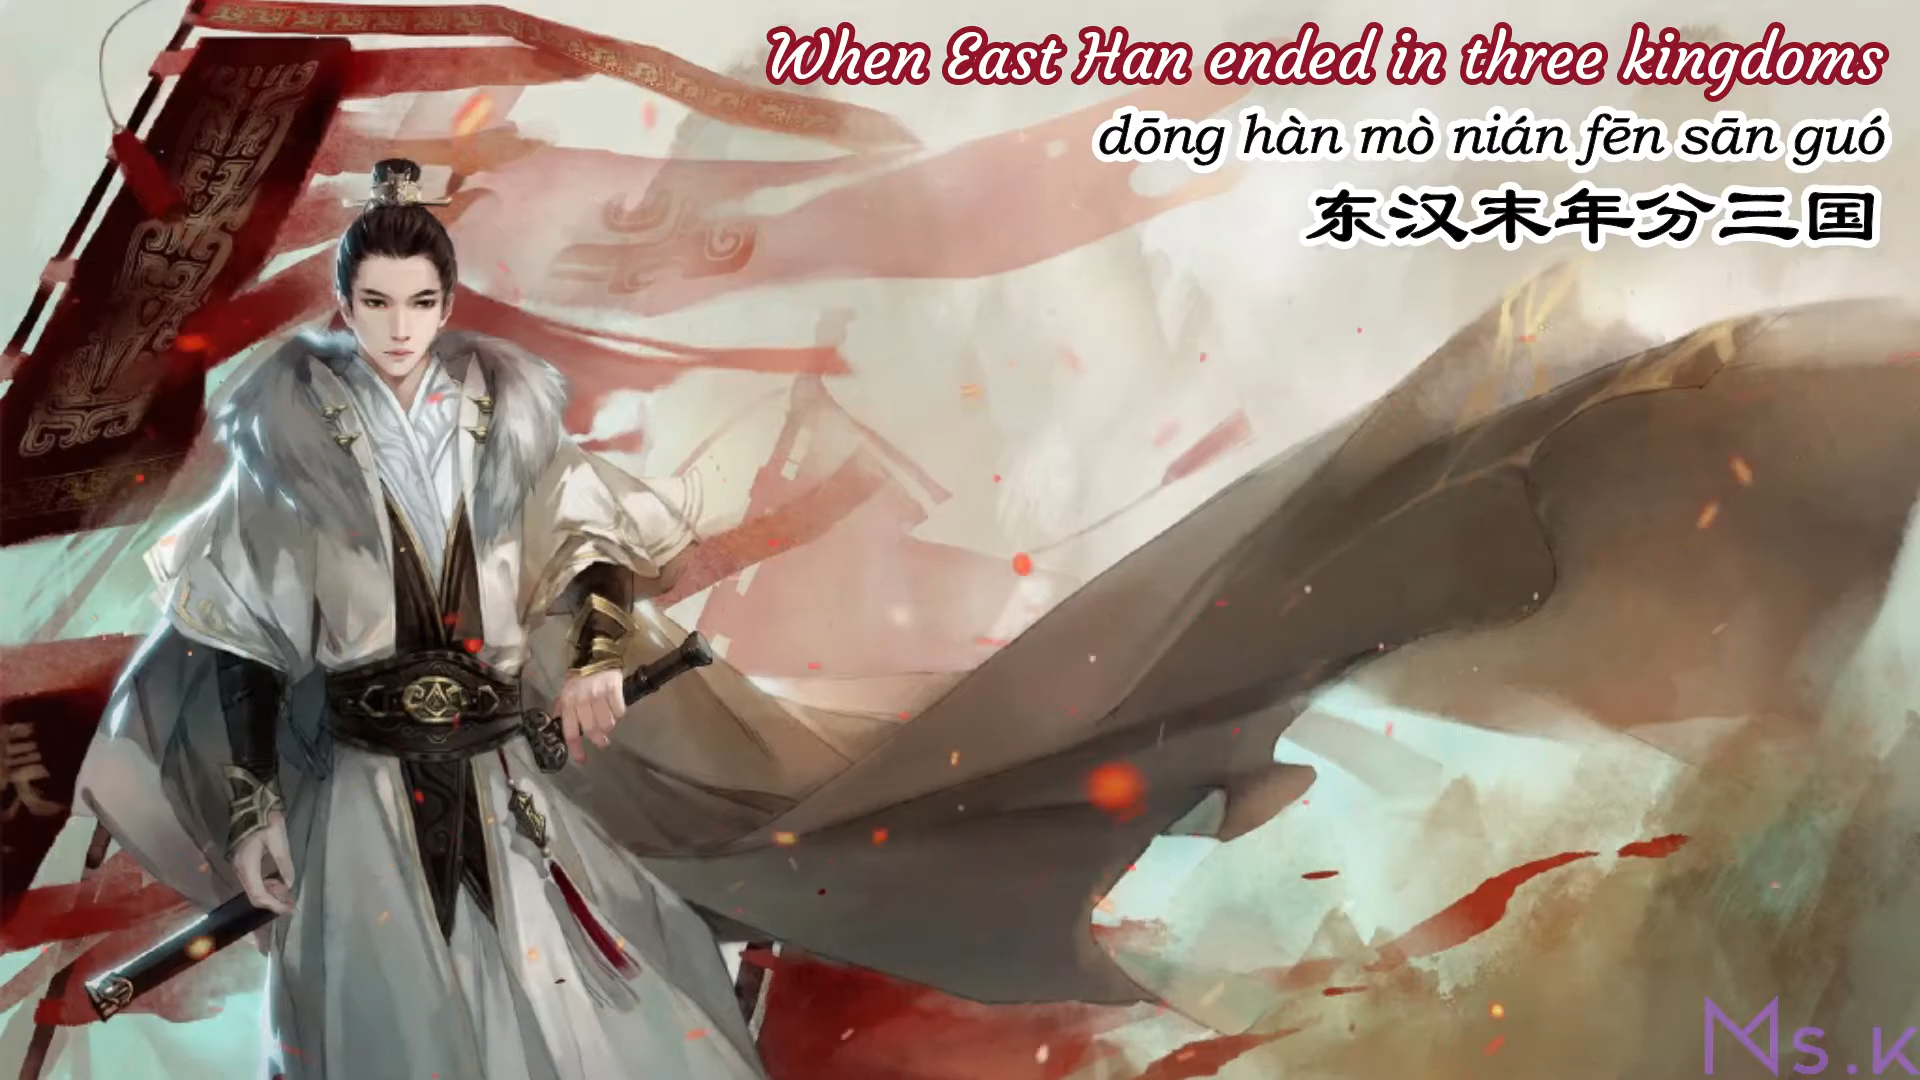 When East Han ended in three kingdoms
dōng hàn mò nián fēn sān guó
东汉末年分三国
長
Ms.K